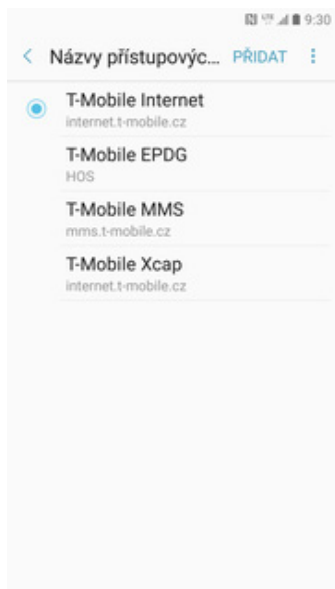 9:30
Názvy přístupovýc... PŘIDAT
T-Mobile Internet
internet.t-mobile.cz
T-Mobile EPDG
HOS
T-Mobile MMS
mms.t-mobile.cz
T-Mobile Xcap
internet.t-mobile.cz